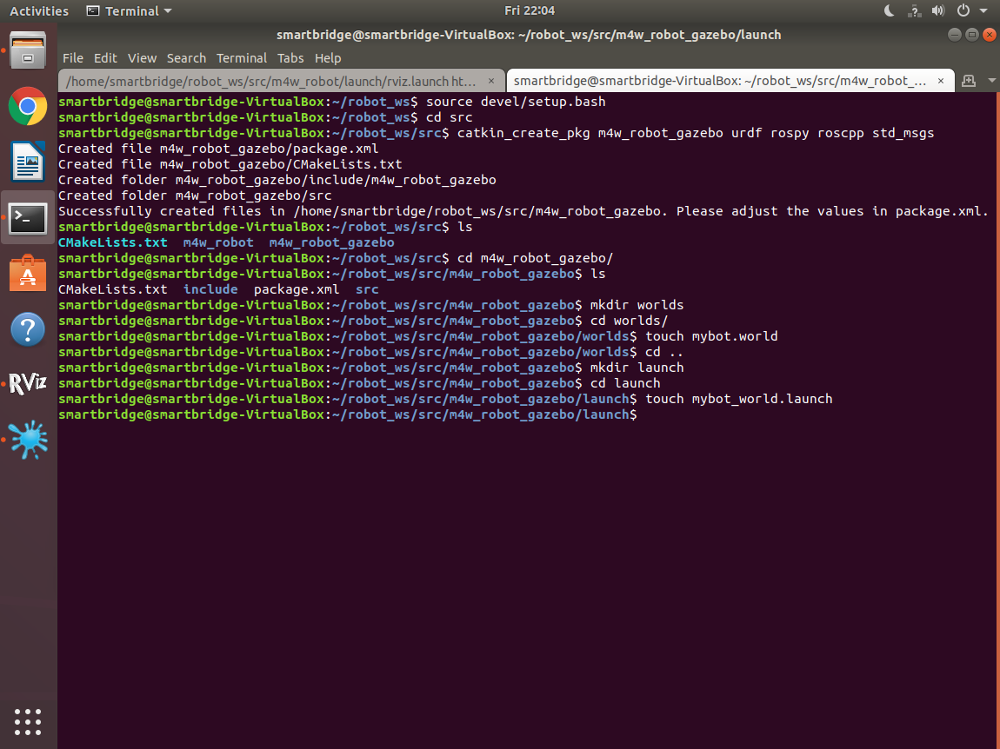 Activities Terminal Fri 22:04
smartbridge@smartbridge-VirtualBox: ~/robot_ws/src/m4w_robot_gazebo/launch
File Edit View Search Terminal Tabs Help
/home/smartbridge/robot_ws/src/m4w_robot/launch/rviz.launch ht... × smartbridge@smartbridge-VirtualBox: ~/robot_ws/src/m4w_robot_... ×
smartbridge@smartbridge-VirtualBox:~/robot_ws$ source devel/setup.bash
smartbridge@smartbridge-VirtualBox:~/robot_ws$ cd src
smartbridge@smartbridge-VirtualBox:~/robot_ws/src$ catkin_create_pkg m4w_robot_gazebo urdf rospy roscpp std_msgs
Created file m4w_robot_gazebo/package.xml
Created file m4w_robot_gazebo/CMakeLists.txt
Created folder m4w_robot_gazebo/include/m4w_robot_gazebo
Created folder m4w_robot_gazebo/src
Successfully created files in /home/smartbridge/robot_ws/src/m4w_robot_gazebo. Please adjust the values in package.xml.
smartbridge@smartbridge-VirtualBox:~/robot_ws/src$ ls
CMakeLists.txt m4w_robot m4w_robot_gazebo
smartbridge@smartbridge-VirtualBox:~/robot_ws/src$ cd m4w_robot_gazebo/
smartbridge@smartbridge-VirtualBox:~/robot_ws/src/m4w_robot_gazebo$ ls
CMakeLists.txt include package.xml src
smartbridge@smartbridge-VirtualBox:~/robot_ws/src/m4w_robot_gazebo$ mkdir worlds
smartbridge@smartbridge-VirtualBox:~/robot_ws/src/m4w_robot_gazebo$ cd worlds/
smartbridge@smartbridge-VirtualBox:~/robot_ws/src/m4w_robot_gazebo/worlds$ touch mybot.world
smartbridge@smartbridge-VirtualBox:~/robot_ws/src/m4w_robot_gazebo/worlds$ cd ..
smartbridge@smartbridge-VirtualBox:~/robot_ws/src/m4w_robot_gazebo$ mkdir launch
smartbridge@smartbridge-VirtualBox:~/robot_ws/src/m4w_robot_gazebo$ cd launch
smartbridge@smartbridge-VirtualBox:~/robot_ws/src/m4w_robot_gazebo/launch$ touch mybot_world.launch
smartbridge@smartbridge-VirtualBox:~/robot_ws/src/m4w_robot_gazebo/launch$
RViz